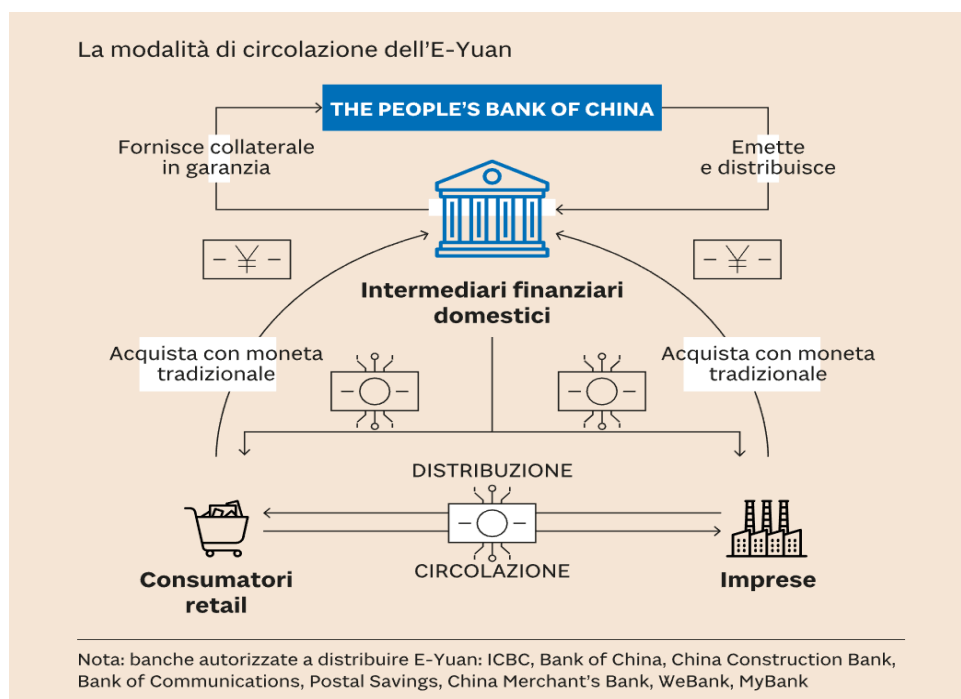 La modalità di circolazione dell'E-Yuan
THE PEOPLE'S BANK OF CHINA
Fornisce collaterale
in garanzia
Emette
e distribuisce
– ¥ –
– ¥ –
Intermediari finanziari
domestici
Acquista con moneta
tradizionale
Acquista con moneta
tradizionale
DISTRIBUZIONE
CIRCOLAZIONE
Consumatori
retail
Imprese
Nota: banche autorizzate a distribuire E-Yuan: ICBC, Bank of China, China Construction Bank,
Bank of Communications, Postal Savings, China Merchant's Bank, WeBank, MyBank